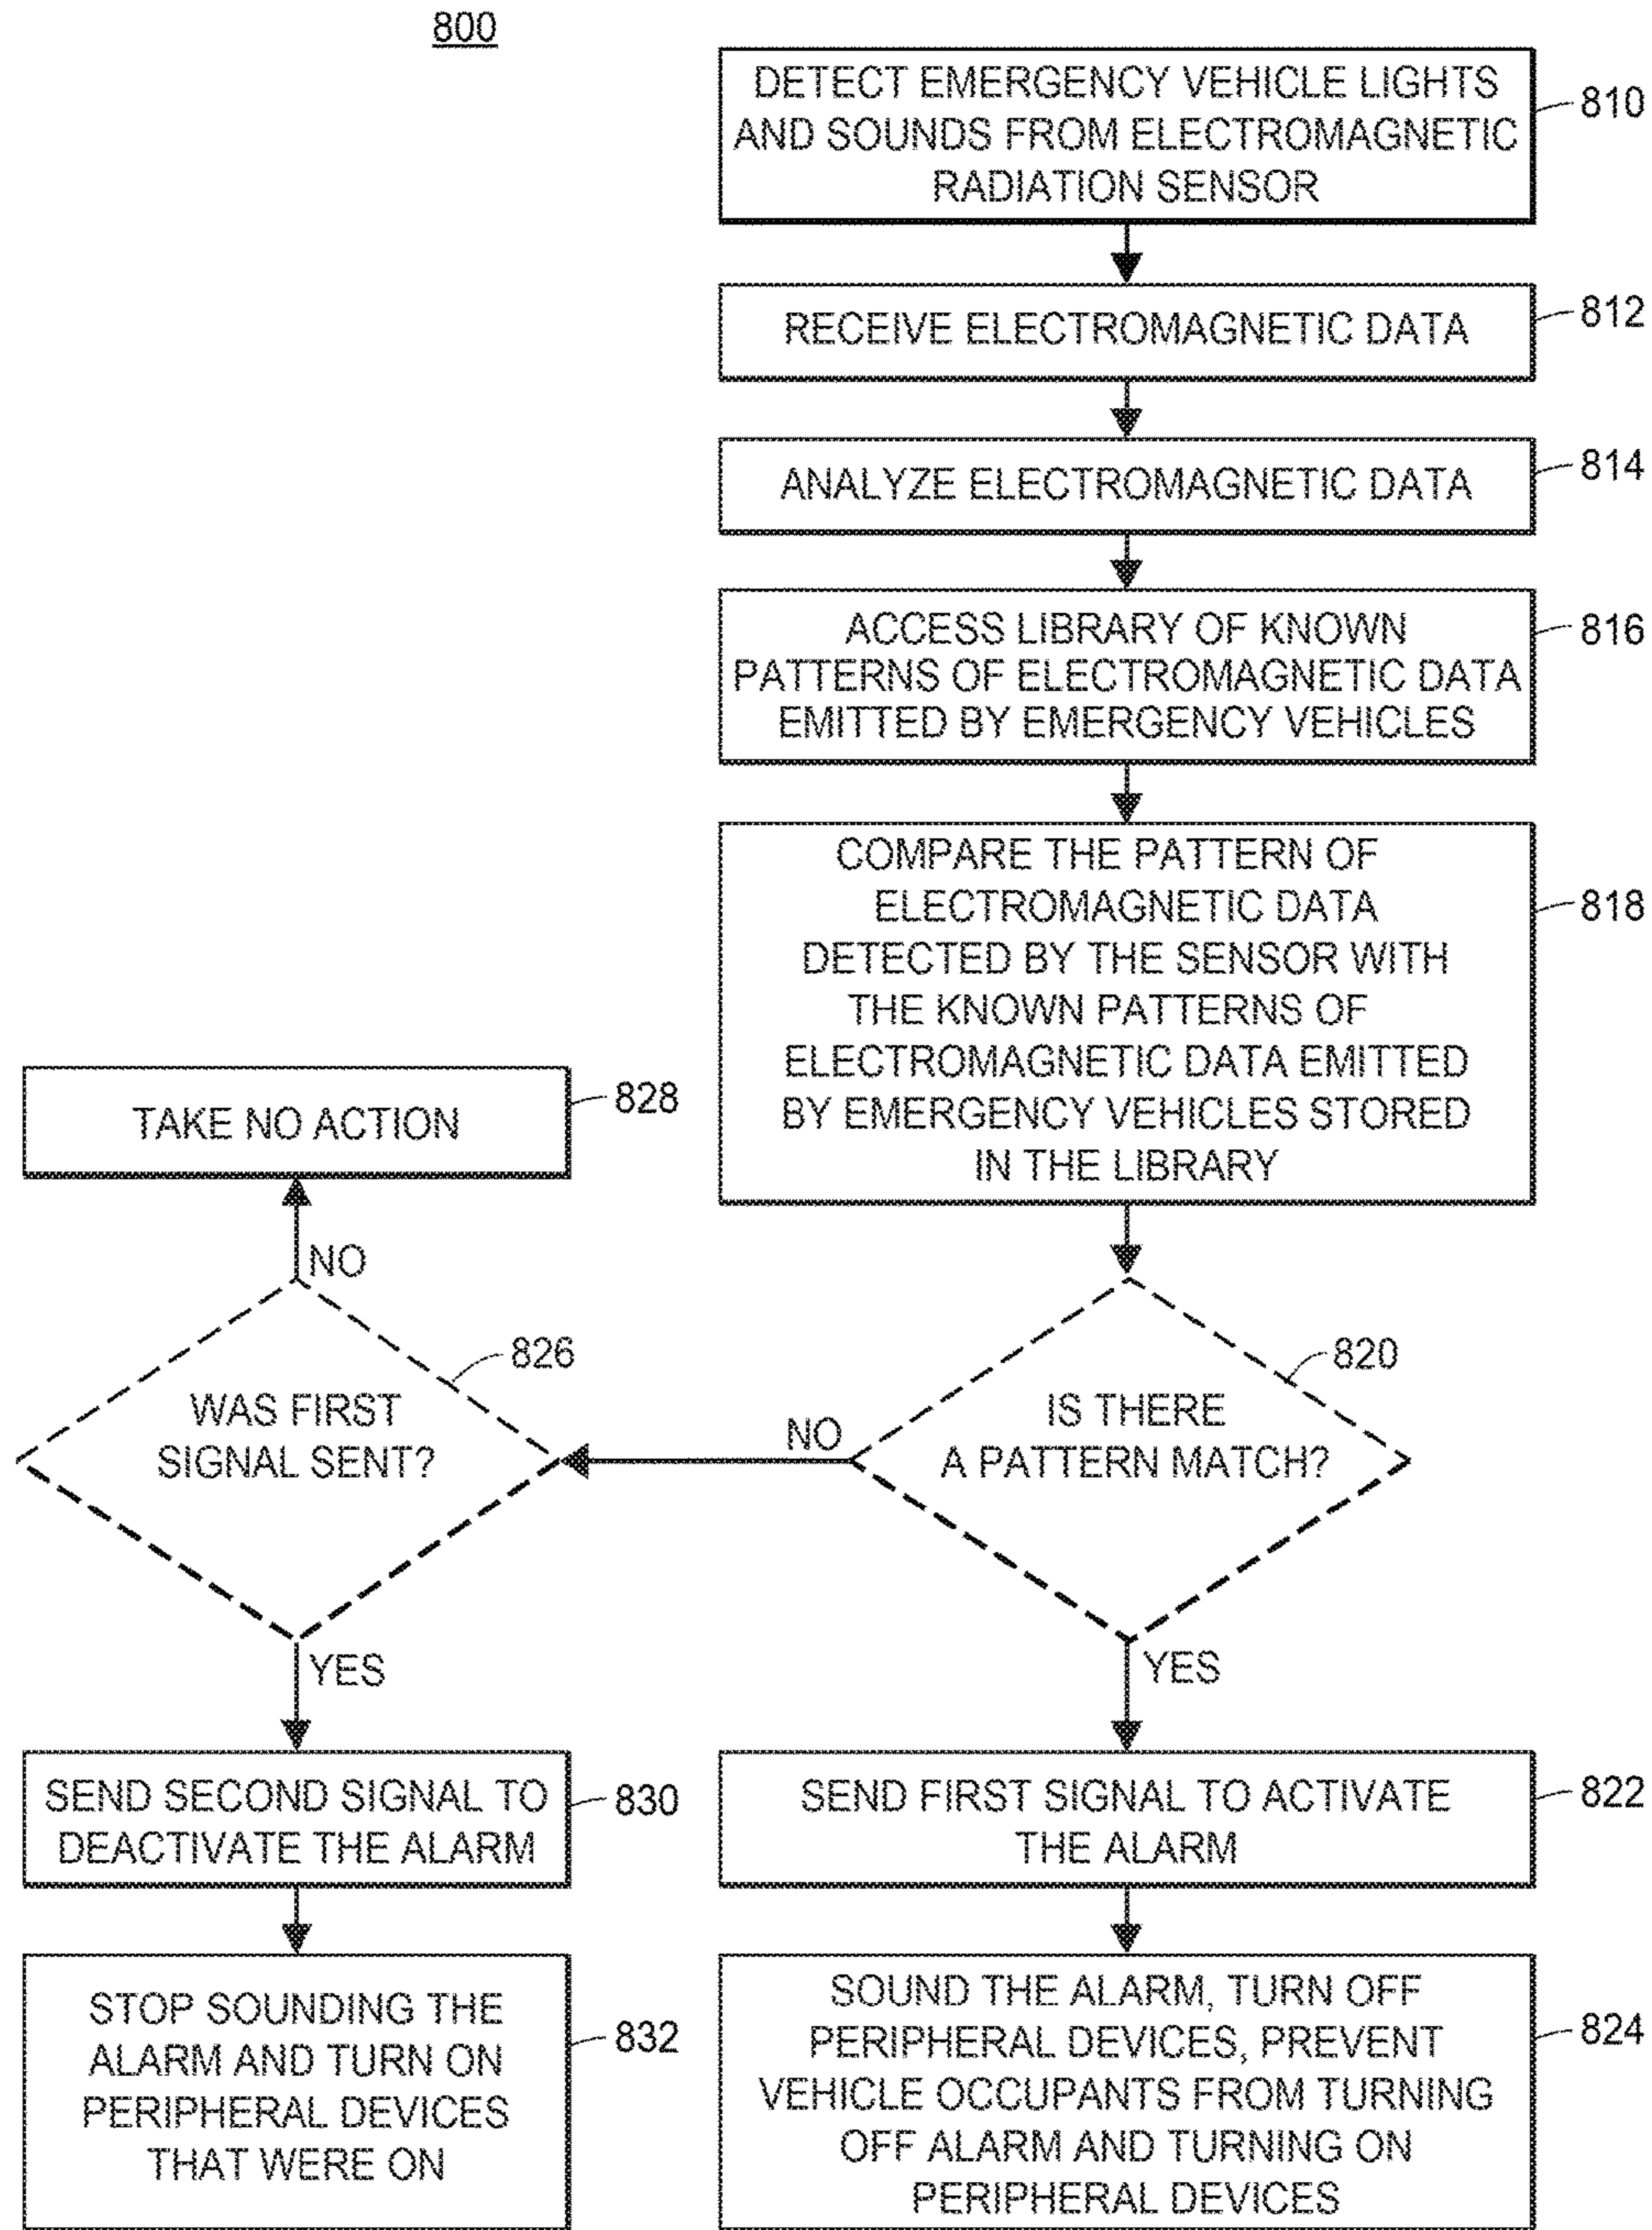 800
DETECT EMERGENCY VEHICLE LIGHTS
AND SOUNDS FROM ELECTROMAGNETIC
RADIATION SENSOR
810
RECEIVE ELECTROMAGNETIC DATA
812
ANALYZE ELECTROMAGNETIC DATA
814
ACCESS LIBRARY OF KNOWN
PATTERNS OF ELECTROMAGNETIC DATA
EMITTED BY EMERGENCY VEHICLES
816
COMPARE THE PATTERN OF
ELECTROMAGNETIC DATA
DETECTED BY THE SENSOR WITH
THE KNOWN PATTERNS OF
ELECTROMAGNETIC DATA EMITTED
BY EMERGENCY VEHICLES STORED
IN THE LIBRARY
818
TAKE NO ACTION
828
NO
826
WAS FIRST
SIGNAL SENT?
NO
820
IS THERE
A PATTERN MATCH?
YES
YES
SEND SECOND SIGNAL TO
DEACTIVATE THE ALARM
830
SEND FIRST SIGNAL TO ACTIVATE
THE ALARM
822
STOP SOUNDING THE
ALARM AND TURN ON
PERIPHERAL DEVICES
THAT WERE ON
832
SOUND THE ALARM, TURN OFF
PERIPHERAL DEVICES, PREVENT
VEHICLE OCCUPANTS FROM TURNING
OFF ALARM AND TURNING ON
PERIPHERAL DEVICES
824